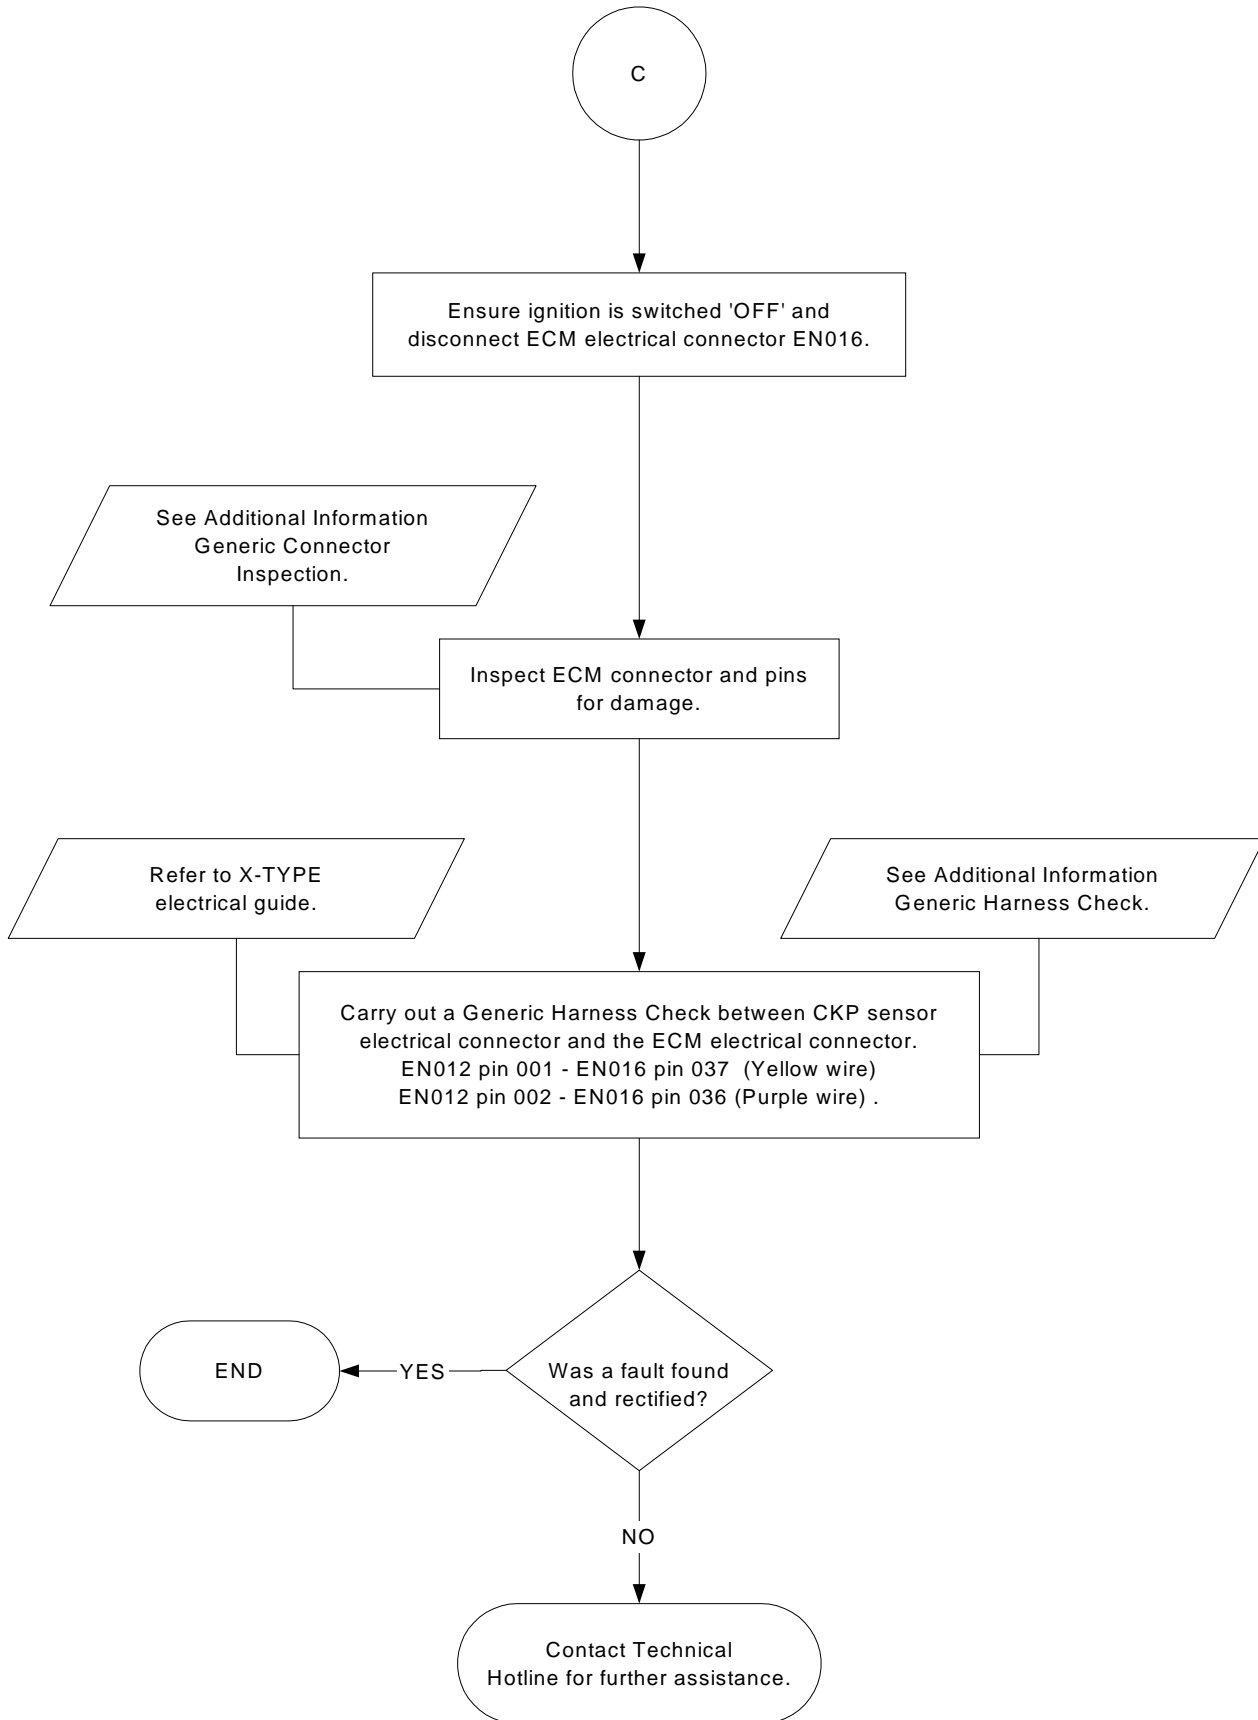 C
Ensure ignition is switched 'OFF' and
disconnect ECM electrical connector EN016.
See Additional Information
Generic Connector
Inspection.
Inspect ECM connector and pins
for damage.
Refer to X-TYPE
electrical guide.
See Additional Information
Generic Harness Check.
Carry out a Generic Harness Check between CKP sensor
electrical connector and the ECM electrical connector.
EN012 pin 001 - EN016 pin 037  (Yellow wire)
EN012 pin 002 - EN016 pin 036 (Purple wire) .
Was a fault found
and rectified?
YES
END
NO
Contact Technical
Hotline for further assistance.